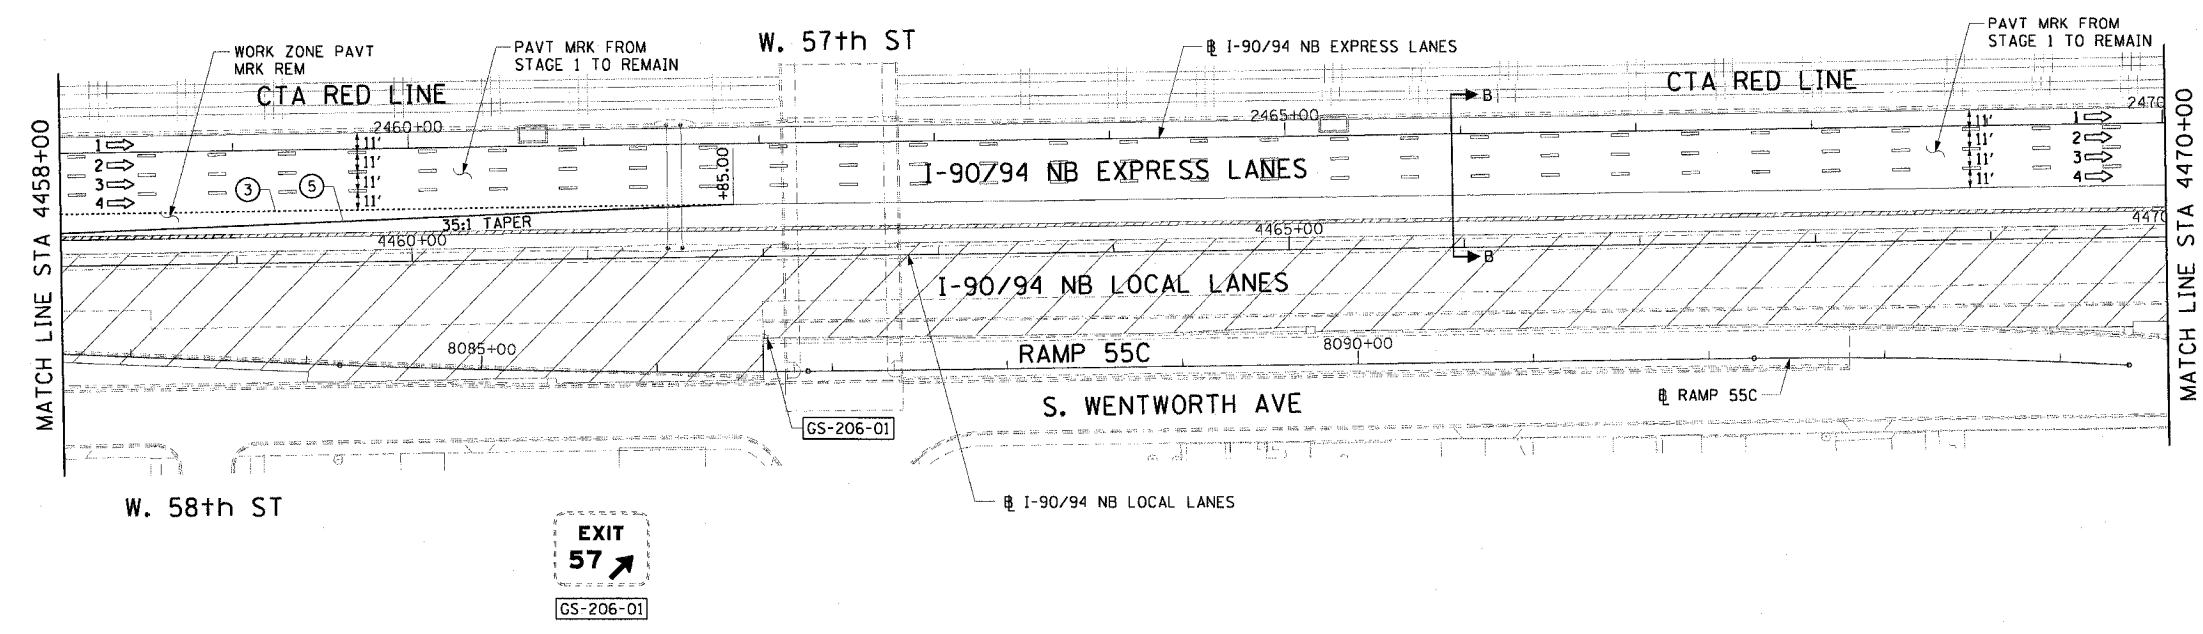 W. 57th ST
WORK ZONE PAVT
MRK REM
PAVT MRK FROM
STAGE 1 TO REMAIN
℄ I-90/94 NB EXPRESS LANES
PAVT MRK FROM
STAGE 1 TO REMAIN
CTA RED LINE
CTA RED LINE
B
2460+00
2465+00
2470
1
2
3
4
11'
11'
11'
11'
3
5
+85.00
I-90/94 NB EXPRESS LANES
11'
11'
11'
11'
1
2
3
4
35:1 TAPER
4460+00
4465+00
4470
B
I-90/94 NB LOCAL LANES
MATCH LINE STA 4458+00
MATCH LINE STA 4470+00
8085+00
RAMP 55C
8090+00
℄ RAMP 55C
S. WENTWORTH AVE
GS-206-01
℄ I-90/94 NB LOCAL LANES
W. 58th ST
EXIT
57
GS-206-01